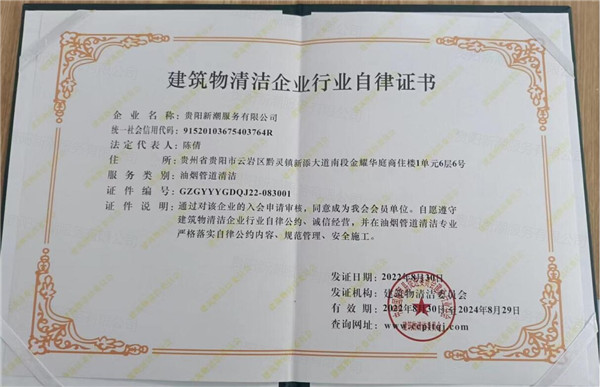 建筑物清洁企业行业自律证书
企业名称：贵阳新潮服务有限公司
统一社会信用代码：91520103675403764R
法定代表人：陈倩
住所：贵州省贵阳市云岩区黔灵镇新添大道南段金耀华庭商住楼1单元6层6号
服务类别：油烟管道清洁
证件编号：GZGYYYGDQJ22-083001
证件说明：通过对该企业的入会申请审核，同意成为我会会员单位。自愿遵守
建筑物清洁企业行业自律公约、诚信经营，并在油烟管道清洁专业
严格落实自律公约内容、规范管理、安全施工。
发证日期：2022年8月30日
发证机构：建筑物清洁委员会
有效期：2022年8月30日至2024年8月29日
查询网址：www.